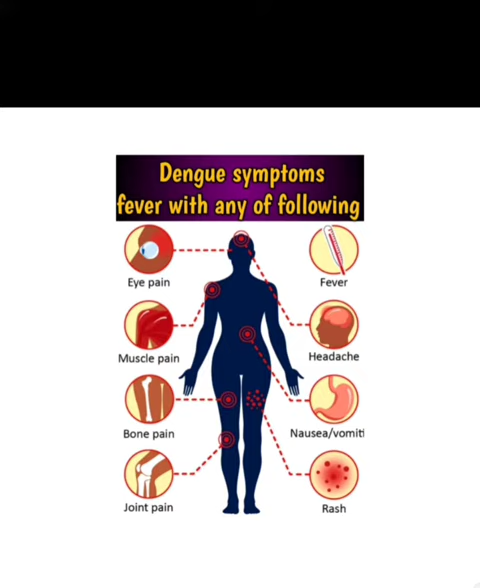 Dengue symptoms
fever with any of following
Eye pain
Fever
Muscle pain
Headache
Bone pain
Nausea/vomiti
Joint pain
Rash